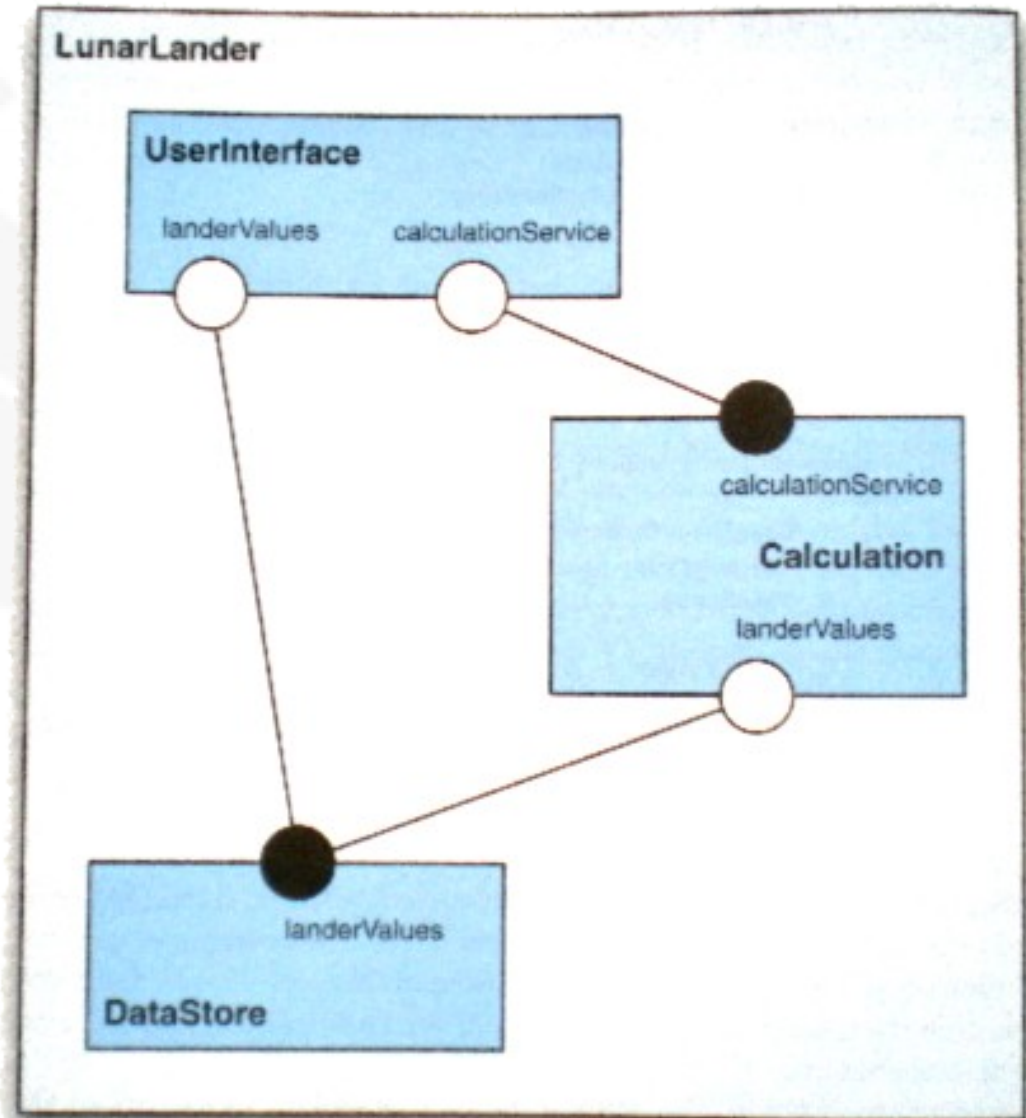 LunarLander
UserInterface
landerValues calculationService
calculationService
Calculation
landerValues
landerValues
DataStore